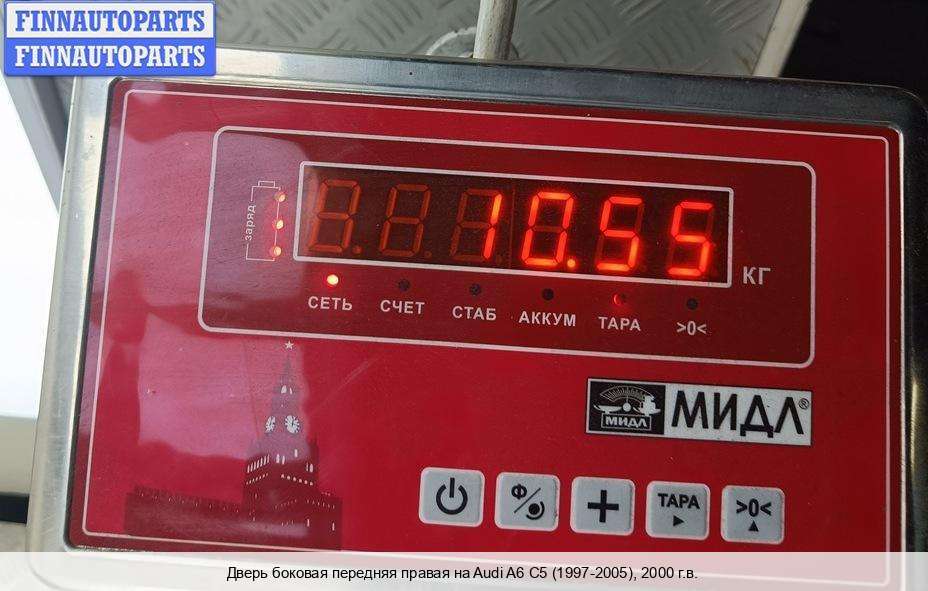 FINNAUTOPARTS
FINNAUTOPARTS
заряд
10.55
КГ
СЕТЬ СЧЕТ СТАБ АККУМ ТАРА >0<
МИДЛ МИДЛ®
Ф ТАРА >0<
Дверь боковая передняя правая на Audi A6 C5 (1997-2005), 2000 г.в.